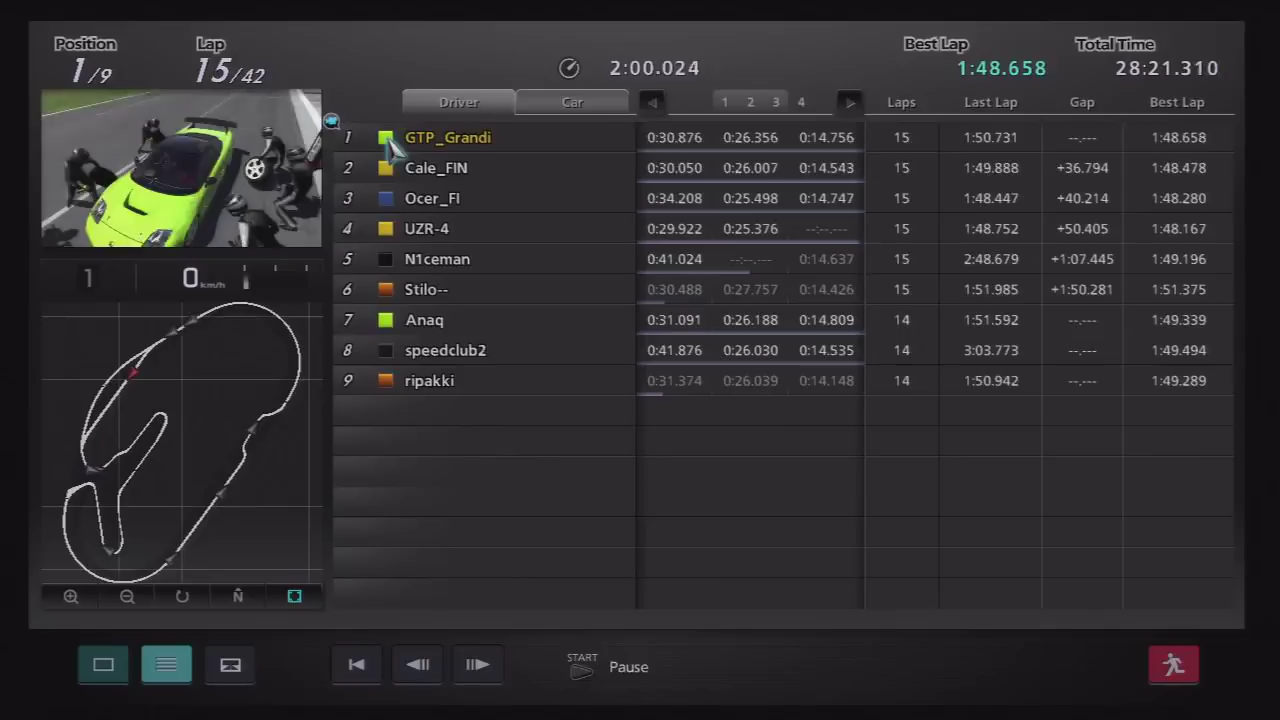 Position Lap Best Lap Total Time
1/9 15/42 2:00.024 1:48.658 28:21.310
Driver Car 1 2 3 4 Laps Last Lap Gap Best Lap
1 GTP_Grandi 0:30.876 0:26.356 0:14.756 15 1:50.731 --.--- 1:48.658
2 Cale_FIN 0:30.050 0:26.007 0:14.543 15 1:49.888 +36.794 1:48.478
3 Ocer_FI 0:34.208 0:25.498 0:14.747 15 1:48.447 +40.214 1:48.280
4 UZR-4 0:29.922 0:25.376 --:--.--- 15 1:48.752 +50.405 1:48.167
5 N1ceman 0:41.024 --:--.--- 0:14.637 15 2:48.679 +1:07.445 1:49.196
6 Stilo-- 0:30.488 0:27.757 0:14.426 15 1:51.985 +1:50.281 1:51.375
7 Anaq 0:31.091 0:26.188 0:14.809 14 1:51.592 --.--- 1:49.339
8 speedclub2 0:41.876 0:26.030 0:14.535 14 3:03.773 --.--- 1:49.494
9 ripakki 0:31.374 0:26.039 0:14.148 14 1:50.942 --.--- 1:49.289
1 0 km/h
N
START
Pause